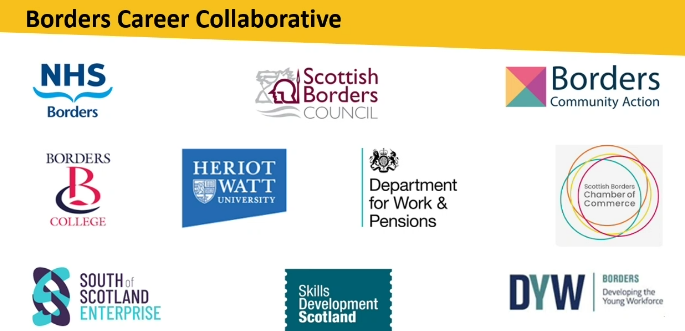 Borders Career Collaborative
NHS
Borders
Scottish
Borders
COUNCIL
Borders
Community Action
BORDERS
COLLEGE
HERIOT
WATT
UNIVERSITY
Department
for Work &
Pensions
Scottish Borders
Chamber of
Commerce
SOUTH of
SCOTLAND
ENTERPRISE
Skills
Development
Scotland
DYW
BORDERS
Developing the
Young Workforce